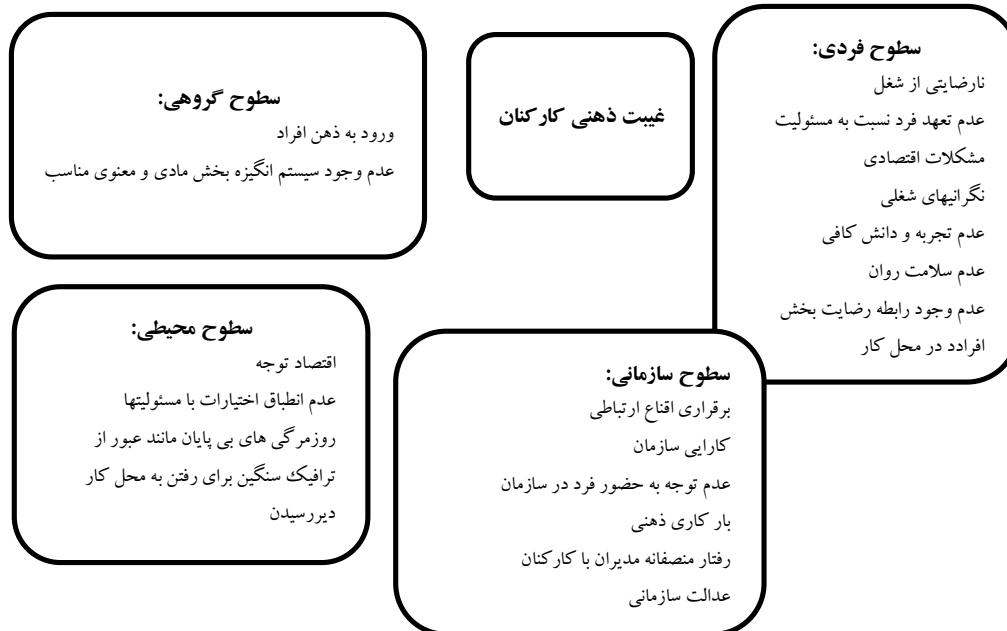 سطوح فردی:
نارضایتی از شغل
عدم تعهد فرد نسبت به مسئولیت
مشکلات اقتصادی
نگرانیهای شغلی
عدم تجربه و دانش کافی
عدم سلامت روان
عدم وجود رابطه رضایت بخش
افرادد در محل کار
غیبت ذهنی کارکنان
سطوح گروهی:
ورود به ذهن افراد
عدم وجود سیستم انگیزه بخش مادی و معنوی مناسب
سطوح سازمانی:
برقراری اقناع ارتباطی
کارایی سازمان
عدم توجه به حضور فرد در سازمان
بار کاری ذهنی
رفتار منصفانه مدیران با کارکنان
عدالت سازمانی
سطوح محیطی:
اقتصاد توجه
عدم انطباق اختیارات با مسئولیتها
روزمرگی های بی پایان مانند عبور از
ترافیک سنگین برای رفتن به محل کار
دیررسیدن